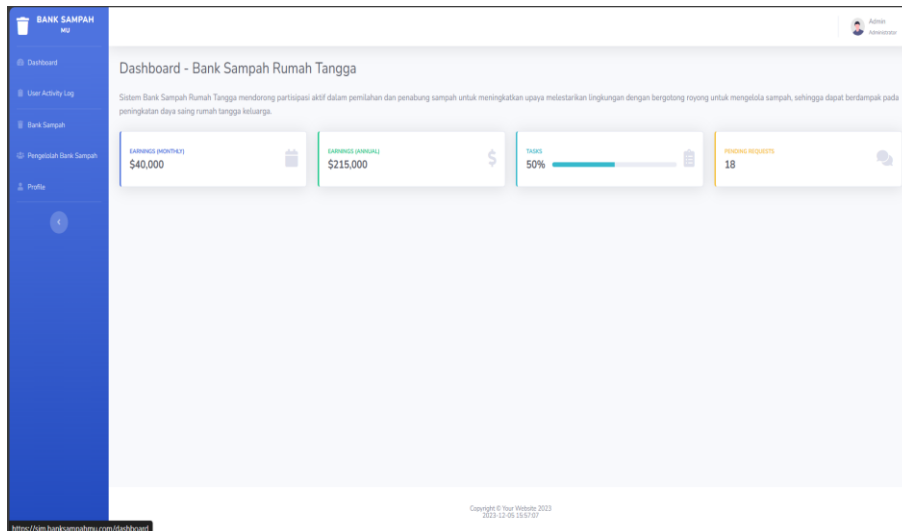 BANK SAMPAH
MU
Admin
Administrator
Dashboard
User Activity Log
Bank Sampah
Pengelolah Bank Sampah
Profile
Dashboard - Bank Sampah Rumah Tangga
Sistem Bank Sampah Rumah Tangga mendorong partisipasi aktif dalam pemilahan dan penabung sampah untuk meningkatkan upaya melestarikan lingkungan dengan bergotong royong untuk mengelola sampah, sehingga dapat berdampak pada
peningkatan daya saing rumah tangga keluarga.
EARNINGS (MONTHLY)
$40,000
EARNINGS (ANNUAL)
$215,000
TASKS
50%
PENDING REQUESTS
18
Copyright © Your Website 2023
2023-12-05 15:57:07
https://sim.banksampahmu.com/dashboard